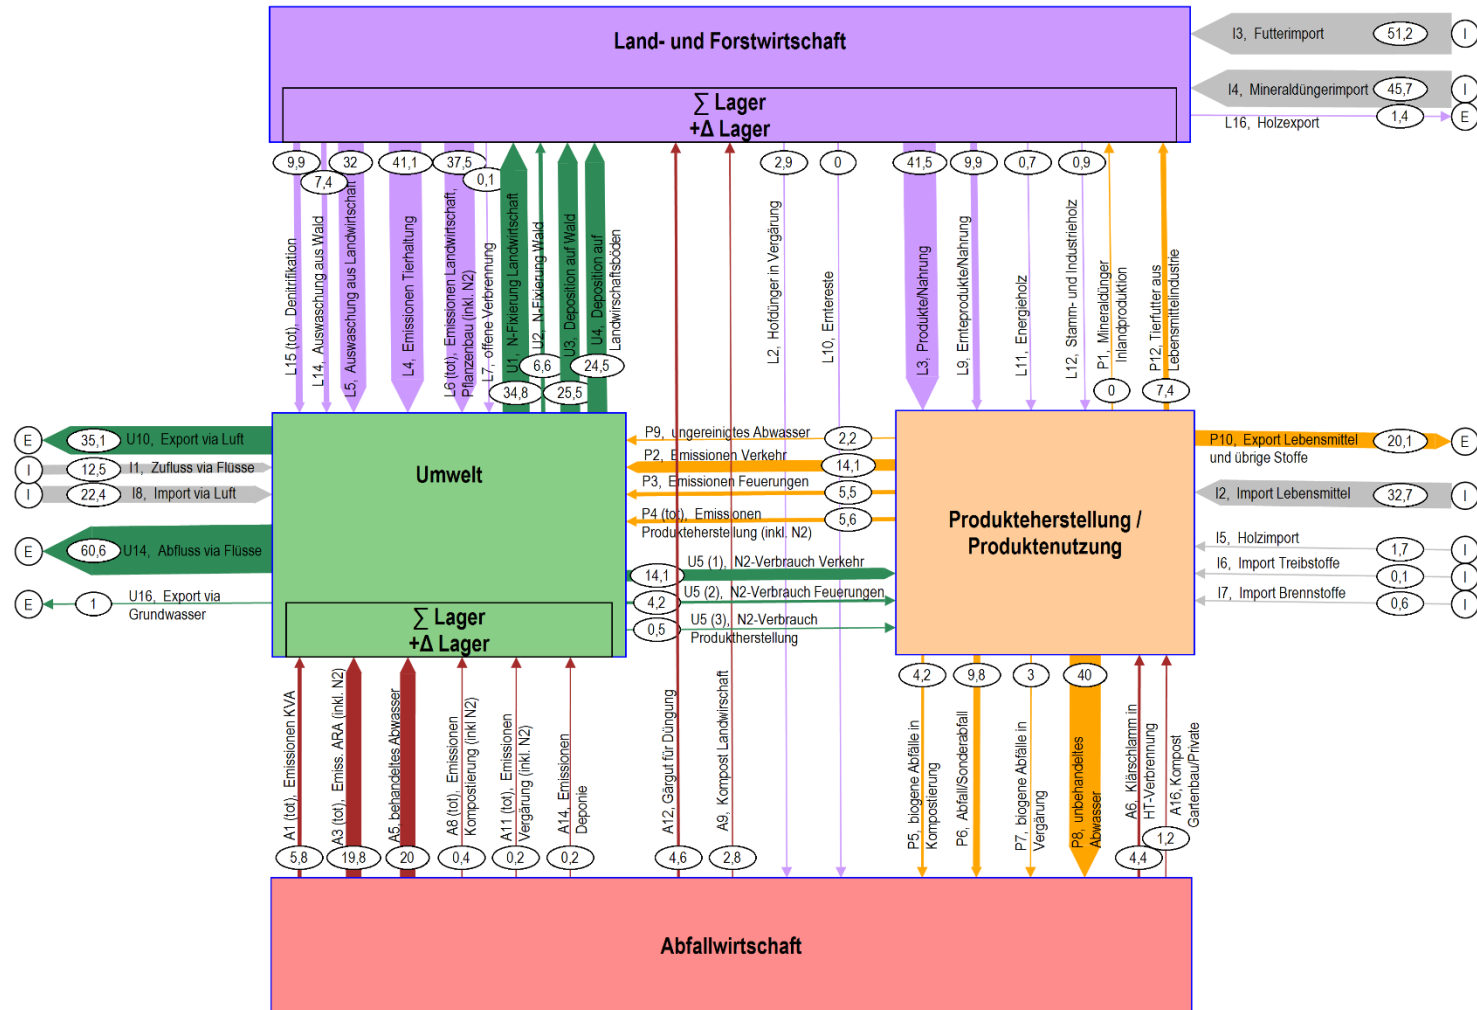 Land- und Forstwirtschaft
∑ Lager
+Δ Lager
I3, Futterimport
51,2
I
I4, Mineraldüngerimport
45,7
I
L16, Holzexport
1,4
E
9,9
L15 (tot), Denitrifikation
7,4
L14, Auswaschung aus Wald
32
L5, Auswaschung aus Landwirtschaft
41,1
L4, Emissionen Tierhaltung
37,5
L6 (tot), Emissionen Landwirtschaft,
Pflanzenbau (inkl. N2)
0,1
L7, offene Verbrennung
U1, N-Fixierung Landwirtschaft
34,8
U2, N-Fixierung Wald
6,6
U3, Deposition auf Wald
25,5
U4, Deposition auf
Landwirschaftsböden
24,5
2,9
L2, Hofdünger in Vergärung
0
L10, Erntereste
41,5
L3, Produkte/Nahrung
9,9
L9, Ernteprodukte/Nahrung
0,7
L11, Energieholz
0,9
L12, Stamm- und Industrieholz
P1, Mineraldünger
Inlandproduktion
0
P12, Tierfutter aus
Lebensmitteindustrie
7,4
E
35,1
U10, Export via Luft
I
12,5
I1, Zufluss via Flüsse
I
22,4
I8, Import via Luft
E
60,6
U14, Abfluss via Flüsse
E
1
U16, Export via
Grundwasser
Umwelt
∑ Lager
+Δ Lager
P9, ungereinigtes Abwasser
2,2
P2, Emissionen Verkehr
14,1
P3, Emissionen Feuerungen
5,5
P4 (tot), Emissionen
Produkteherstellung (inkl. N2)
5,6
U5 (1), N2-Verbrauch Verkehr
14,1
U5 (2), N2-Verbrauch Feuerungen
4,2
U5 (3), N2-Verbrauch
Produktherstellung
0,5
Produkteherstellung /
Produktenutzung
P10, Export Lebensmittel
und übrige Stoffe
20,1
E
I2, Import Lebensmittel
32,7
I
I5, Holzimport
1,7
I
I6, Import Treibstoffe
0,1
I
I7, Import Brennstoffe
0,6
I
A1 (tot), Emissionen KVA
5,8
A3 (tot), Emiss. ARA (inkl. N2)
19,8
A5, behandeltes Abwasser
20
A8 (tot), Emissionen
Kompostierung (inkl N2)
0,4
A11 (tot), Emissionen
Vergärung (inkl. N2)
0,2
A14, Emissionen
Deponie
0,2
A12, Gärgut für Düngung
4,6
A9, Kompost Landwirtschaft
2,8
4,2
P5, biogene Abfälle in
Kompostierung
9,8
P6, Abfall/Sonderabfall
3
P7, biogene Abfälle in
Vergärung
40
P8, unbehandeltes
Abwasser
A6, Klärschlamm in
HT-Verbrennung
4,4
A16, Kompost
Gartenbau/Private
1,2
Abfallwirtschaft